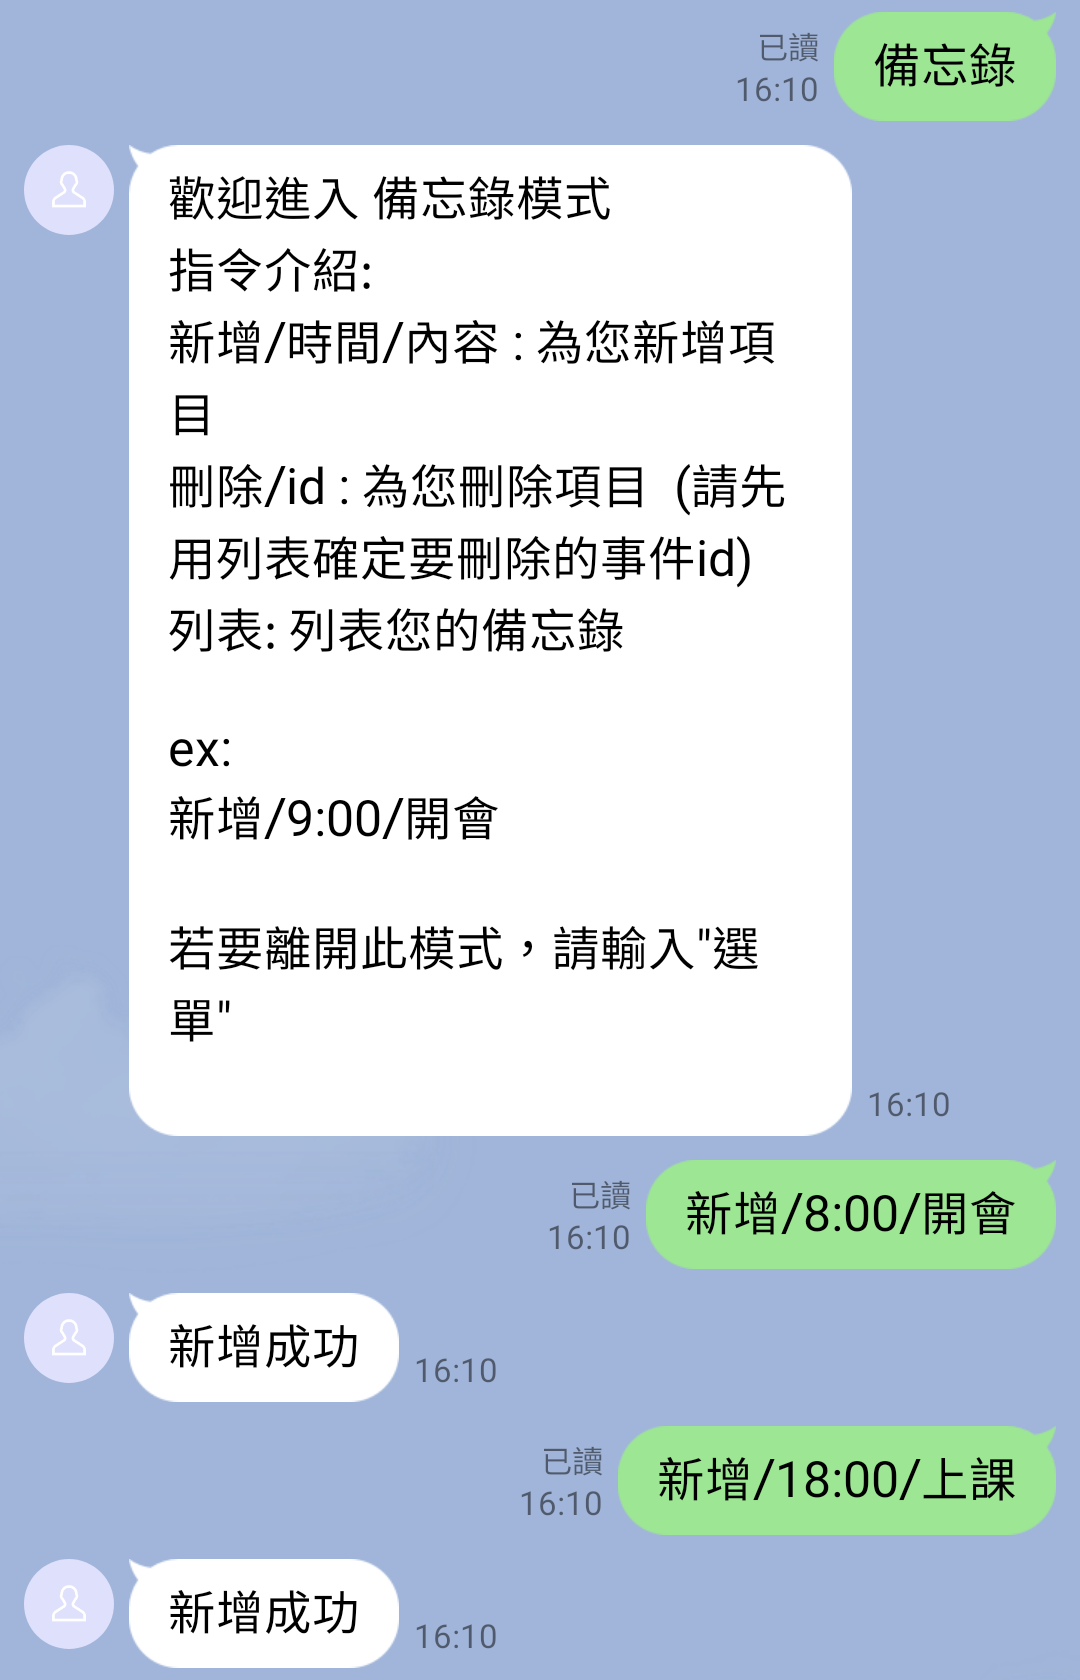 備忘錄
已讀
16:10
歡迎進入 備忘錄模式
指令介紹:
新增/時間/內容 : 為您新增項
目
刪除/id : 為您刪除項目  (請先
用列表確定要刪除的事件id)
列表: 列表您的備忘錄
ex:
新增/9:00/開會
若要離開此模式，請輸入"選
單"
16:10
已讀
16:10
新增/8:00/開會
新增成功
16:10
已讀
16:10
新增/18:00/上課
新增成功
16:10